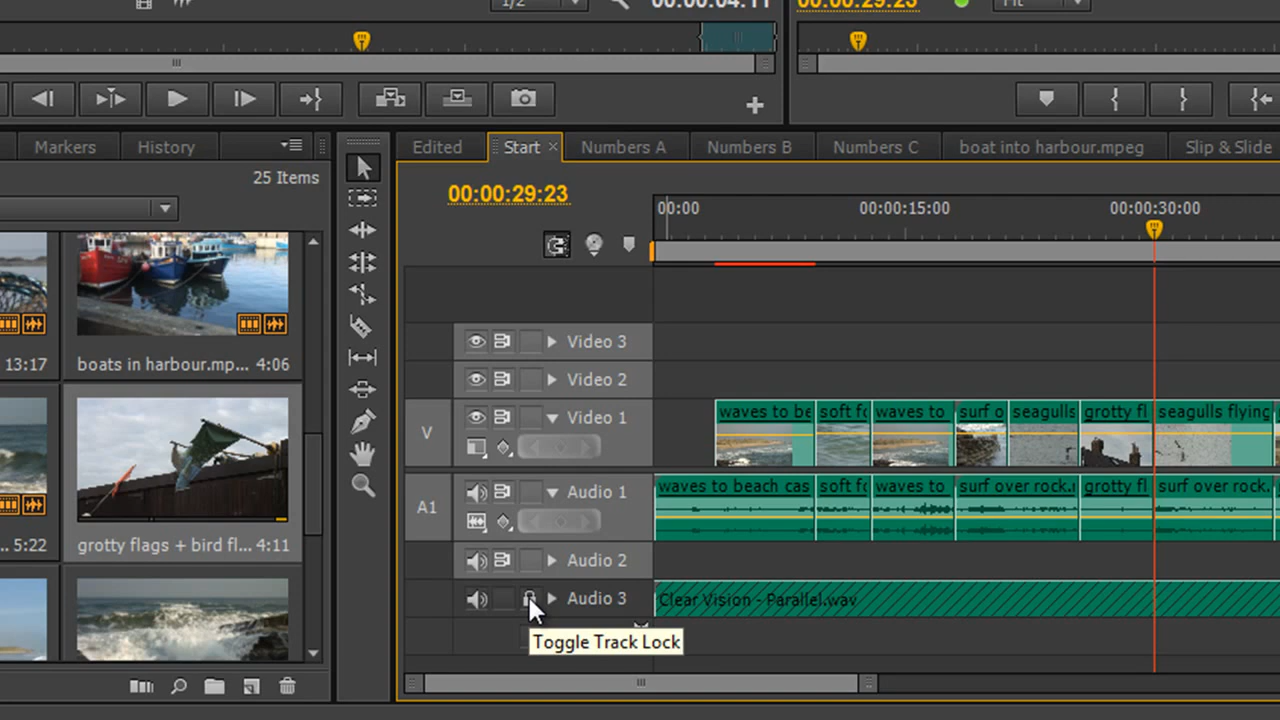 1/2
00:00:04:11
00:00:29:23
Fit
Markers
History
25 Items
13:17
boats in harbour.mp... 4:06
... 5:22
grotty flags + bird fl... 4:11
Edited
Start
Numbers A
Numbers B
Numbers C
boat into harbour.mpeg
Slip & Slide
00:00:29:23
00:00
00:00:15:00
00:00:30:00
Video 3
Video 2
V
Video 1
waves to be
soft fo
waves to
surf o
seagulls
grotty fl
seagulls flying
A1
Audio 1
waves to beach cas
soft fo
waves to
surf over rock.
grotty fl
surf over rock.
Audio 2
Audio 3
Clear Vision - Parallel.wav
Toggle Track Lock